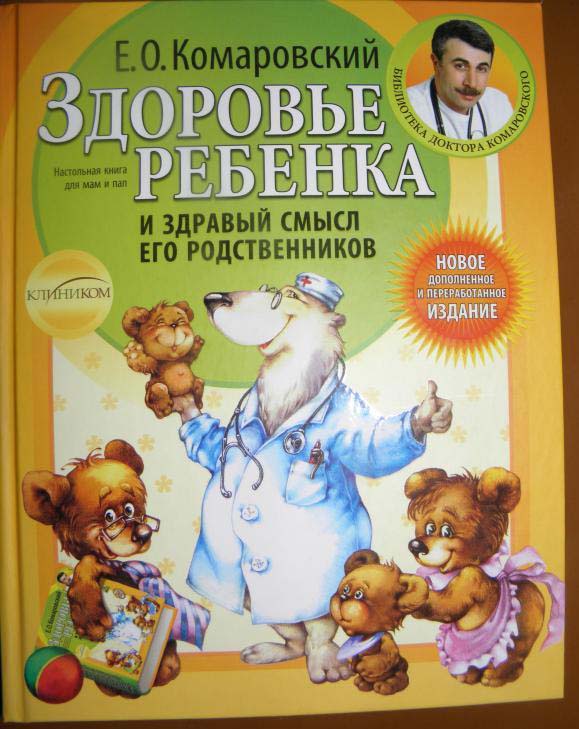 Е. О. Комаровский
ЗДОРОВЬЕ
РЕБЕНКА
Настольная книга
для мам и пап
И ЗДРАВЫЙ СМЫСЛ
ЕГО РОДСТВЕННИКОВ
БИБЛИОТЕКА ДОКТОРА КОМАРОВСКОГО
КЛИНИКОМ
НОВОЕ
ДОПОЛНЕННОЕ
И ПЕРЕРАБОТАННОЕ
ИЗДАНИЕ
Е.О.Комаровский